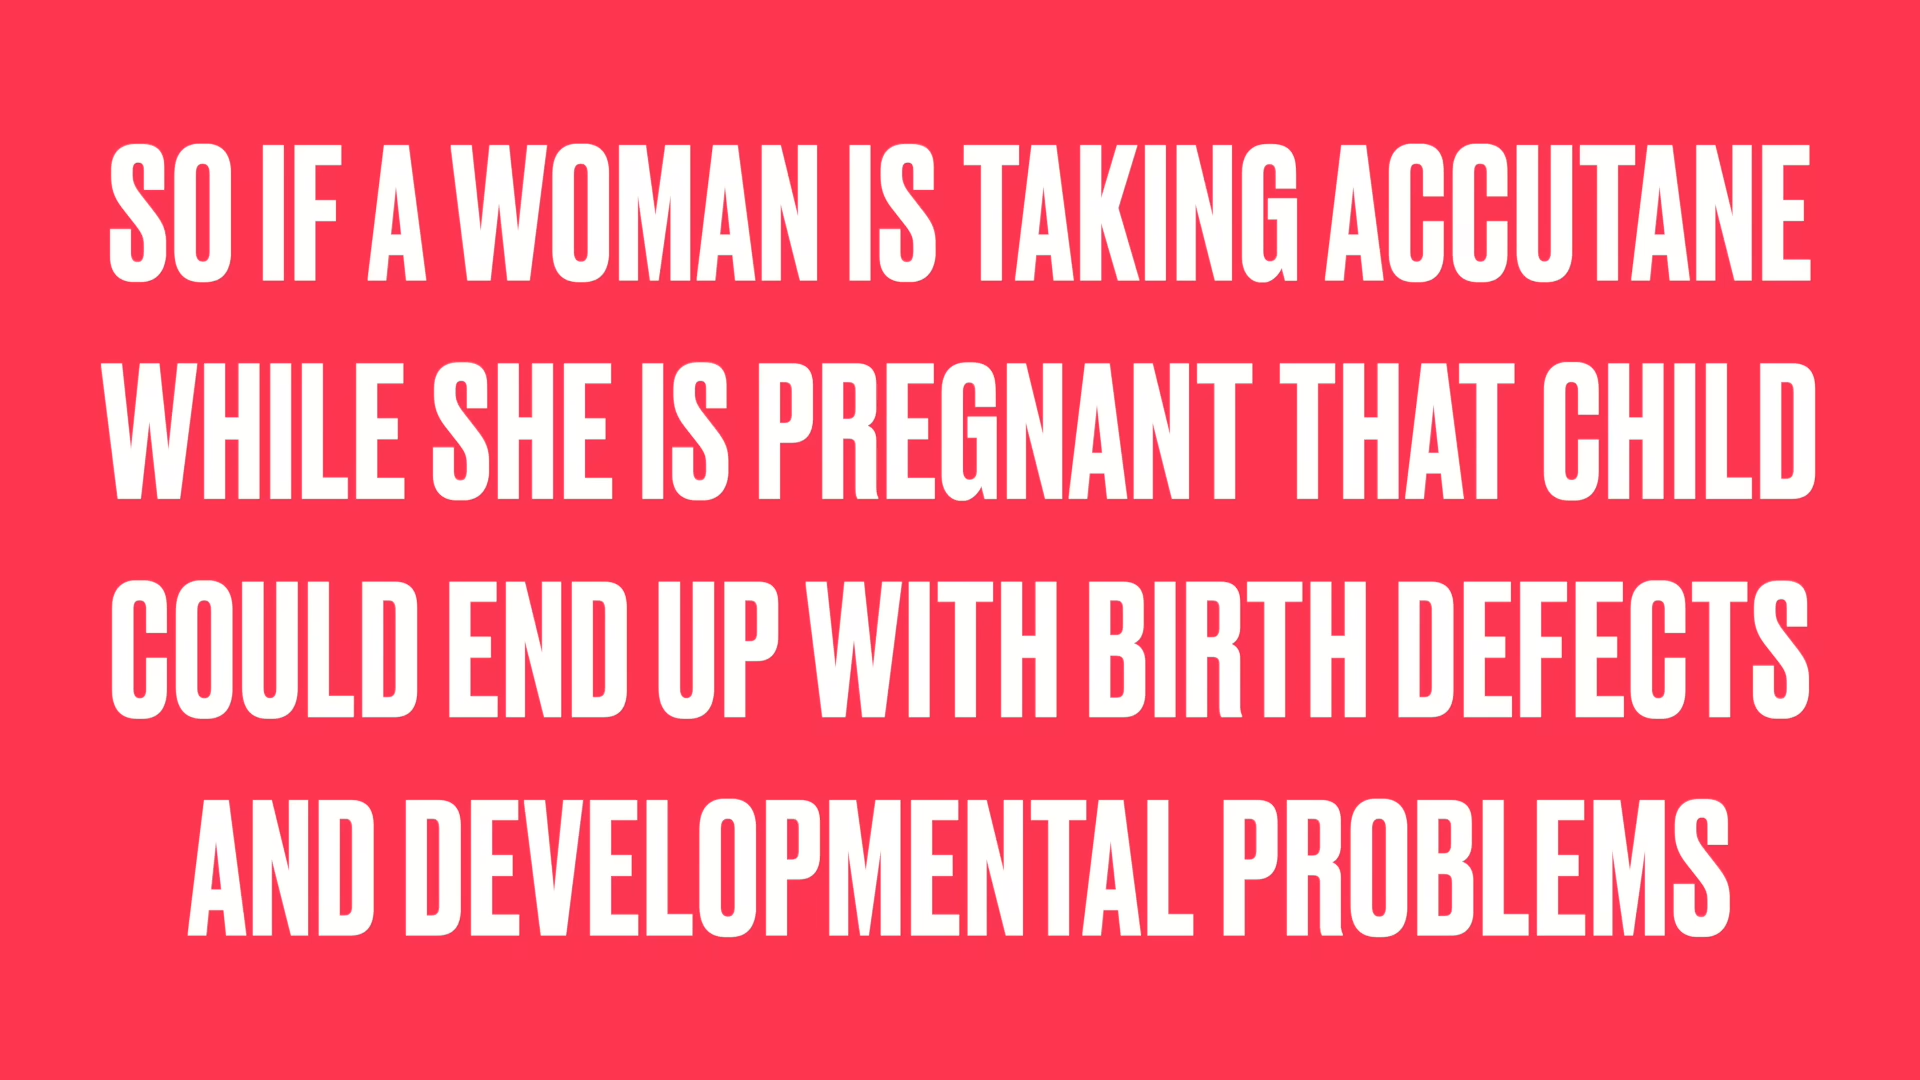 SO IF A WOMAN IS TAKING ACCUTANE
WHILE SHE IS PREGNANT THAT CHILD
COULD END UP WITH BIRTH DEFECTS
AND DEVELOPMENTAL PROBLEMS